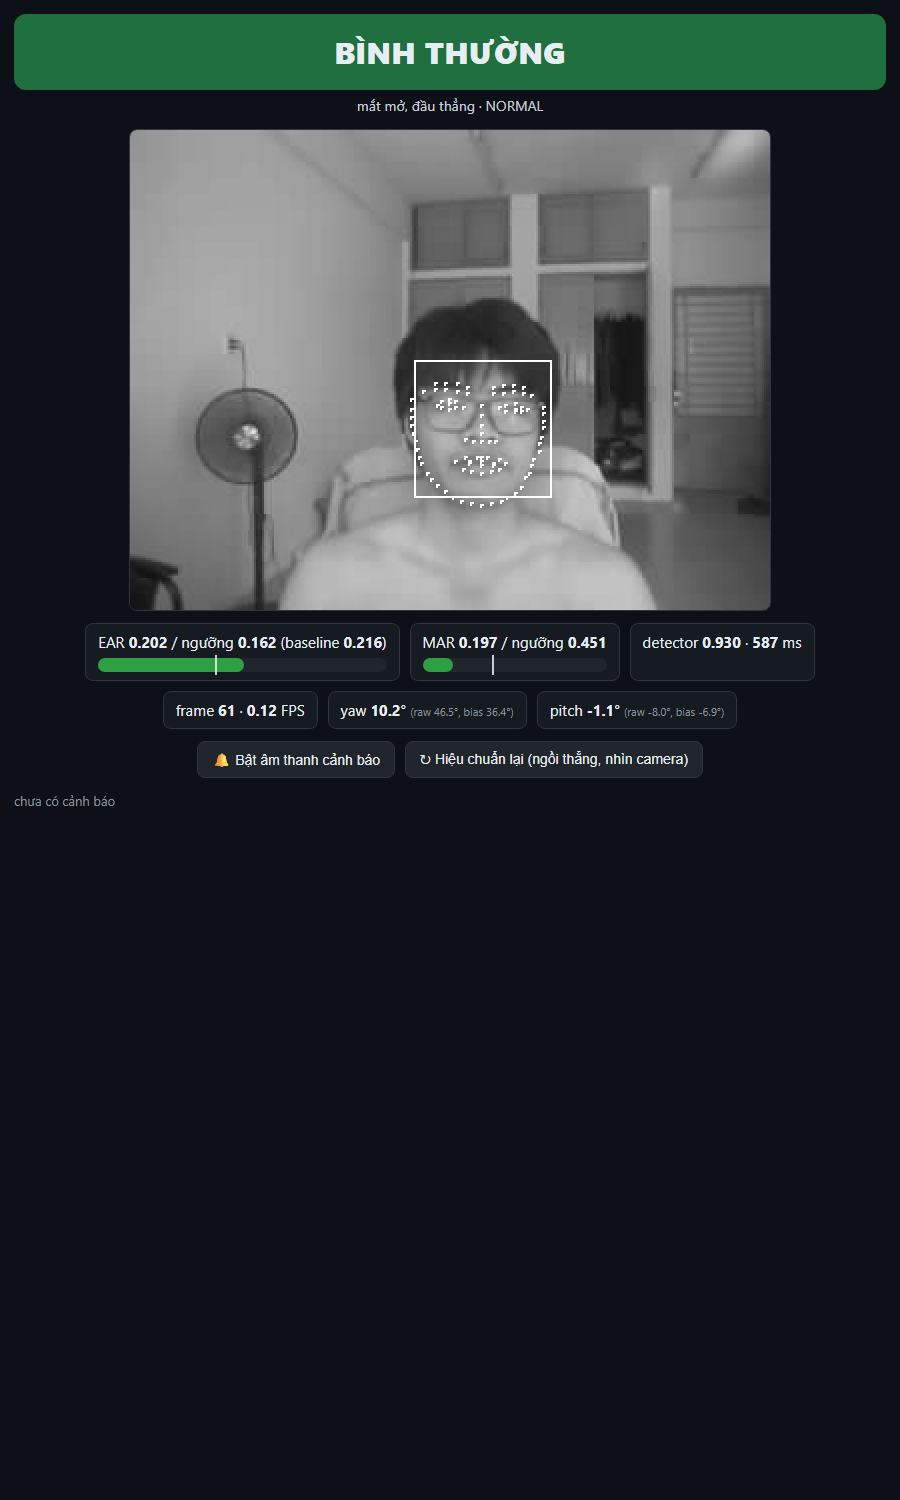 BÌNH THƯỜNG
mắt mở, đầu thẳng · NORMAL
EAR 0.202 / ngưỡng 0.162 (baseline 0.216)
MAR 0.197 / ngưỡng 0.451
detector 0.930 · 587 ms
frame 61 · 0.12 FPS
yaw 10.2° (raw 46.5°, bias 36.4°)
pitch -1.1° (raw -8.0°, bias -6.9°)
🔔 Bật âm thanh cảnh báo
↻ Hiệu chuẩn lại (ngồi thẳng, nhìn camera)
chưa có cảnh báo